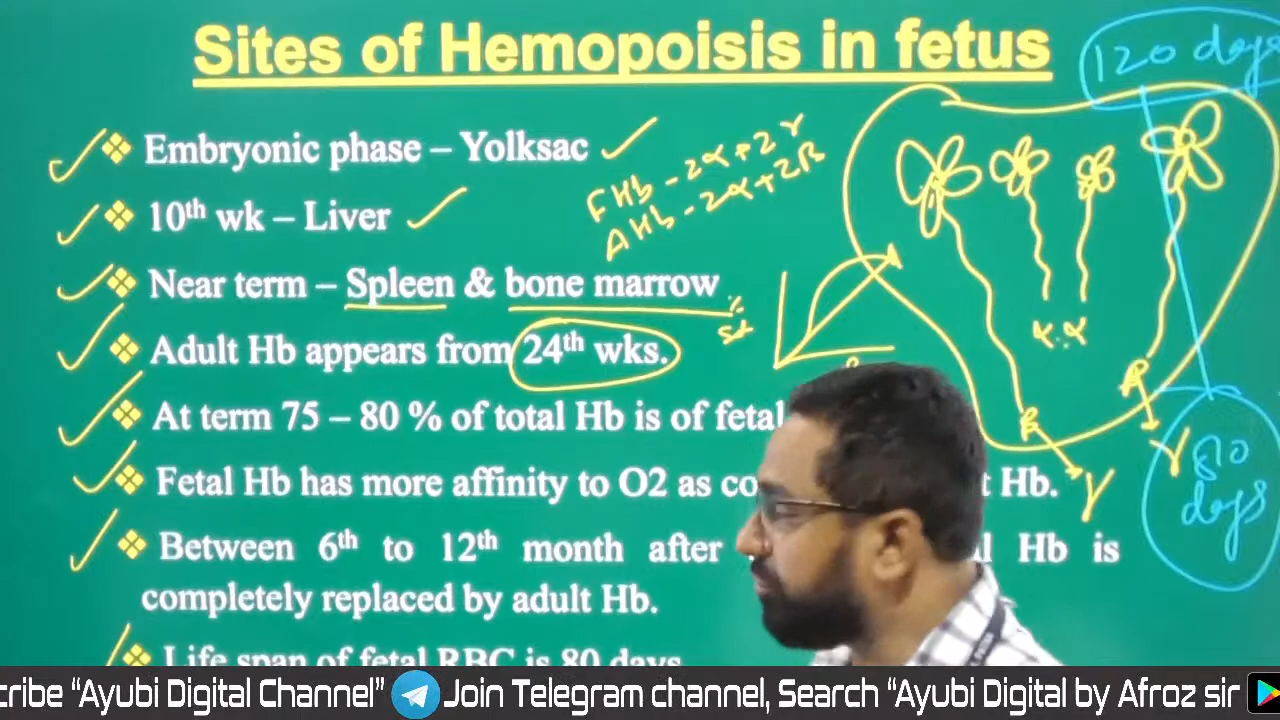 Sites of Hemopoisis in fetus
120 days
❖ Embryonic phase – Yolksac
FHb - 2α + 2γ
AHb - 2α + 2β
❖ 10th wk – Liver
❖ Near term – Spleen & bone marrow
❖ Adult Hb appears from 24th wks.
α α
❖ At term 75 – 80 % of total Hb is of fetal
β γ
β γ
80 days
❖ Fetal Hb has more affinity to O2 as Hb.
❖ Between 6th to 12th month after Hb is
completely replaced by adult Hb.
❖ Life span of fetal RBC is 80 days
"Ayubi Digital Channel" Join Telegram channel, Search "Ayubi Digital by Afroz sir